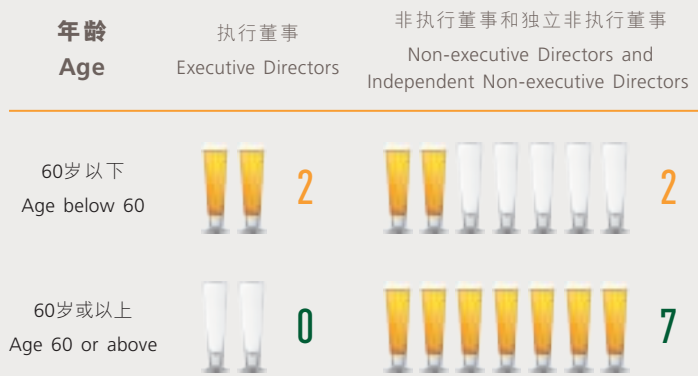 年龄
Age
执行董事
Executive Directors
非执行董事和独立非执行董事
Non-executive Directors and
Independent Non-executive Directors
60岁以下
Age below 60
2
2
60岁或以上
Age 60 or above
0
7